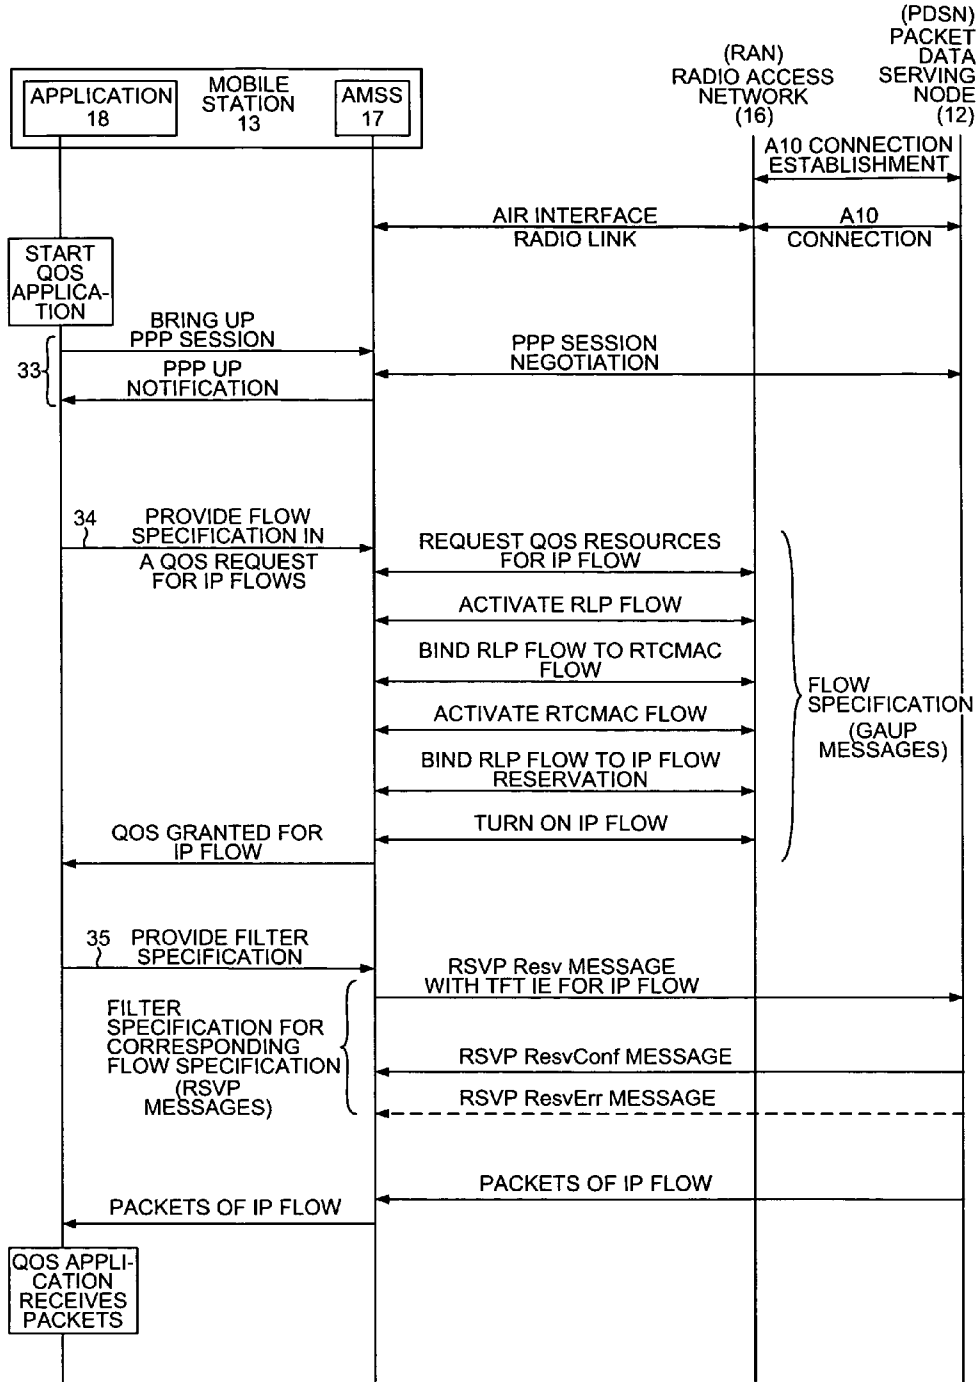 (PDSN)
PACKET
DATA
SERVING
NODE
(12)
(RAN)
RADIO ACCESS
NETWORK
(16)
MOBILE
STATION
13
APPLICATION
18
AMSS
17
A10 CONNECTION
ESTABLISHMENT
AIR INTERFACE
RADIO LINK
A10
CONNECTION
START
QOS
APPLICA-
TION
33
BRING UP
PPP SESSION
PPP SESSION
NEGOTIATION
PPP UP
NOTIFICATION
34
PROVIDE FLOW
SPECIFICATION IN
A QOS REQUEST
FOR IP FLOWS
REQUEST QOS RESOURCES
FOR IP FLOW
ACTIVATE RLP FLOW
BIND RLP FLOW TO RTCMAC
FLOW
ACTIVATE RTCMAC FLOW
BIND RLP FLOW TO IP FLOW
RESERVATION
TURN ON IP FLOW
FLOW
SPECIFICATION
(GAUP
MESSAGES)
QOS GRANTED FOR
IP FLOW
35
PROVIDE FILTER
SPECIFICATION
RSVP Resv MESSAGE
WITH TFT IE FOR IP FLOW
FILTER
SPECIFICATION FOR
CORRESPONDING
FLOW SPECIFICATION
(RSVP
MESSAGES)
RSVP ResvConf MESSAGE
RSVP ResvErr MESSAGE
PACKETS OF IP FLOW
PACKETS OF IP FLOW
QOS APPLI-
CATION
RECEIVES
PACKETS